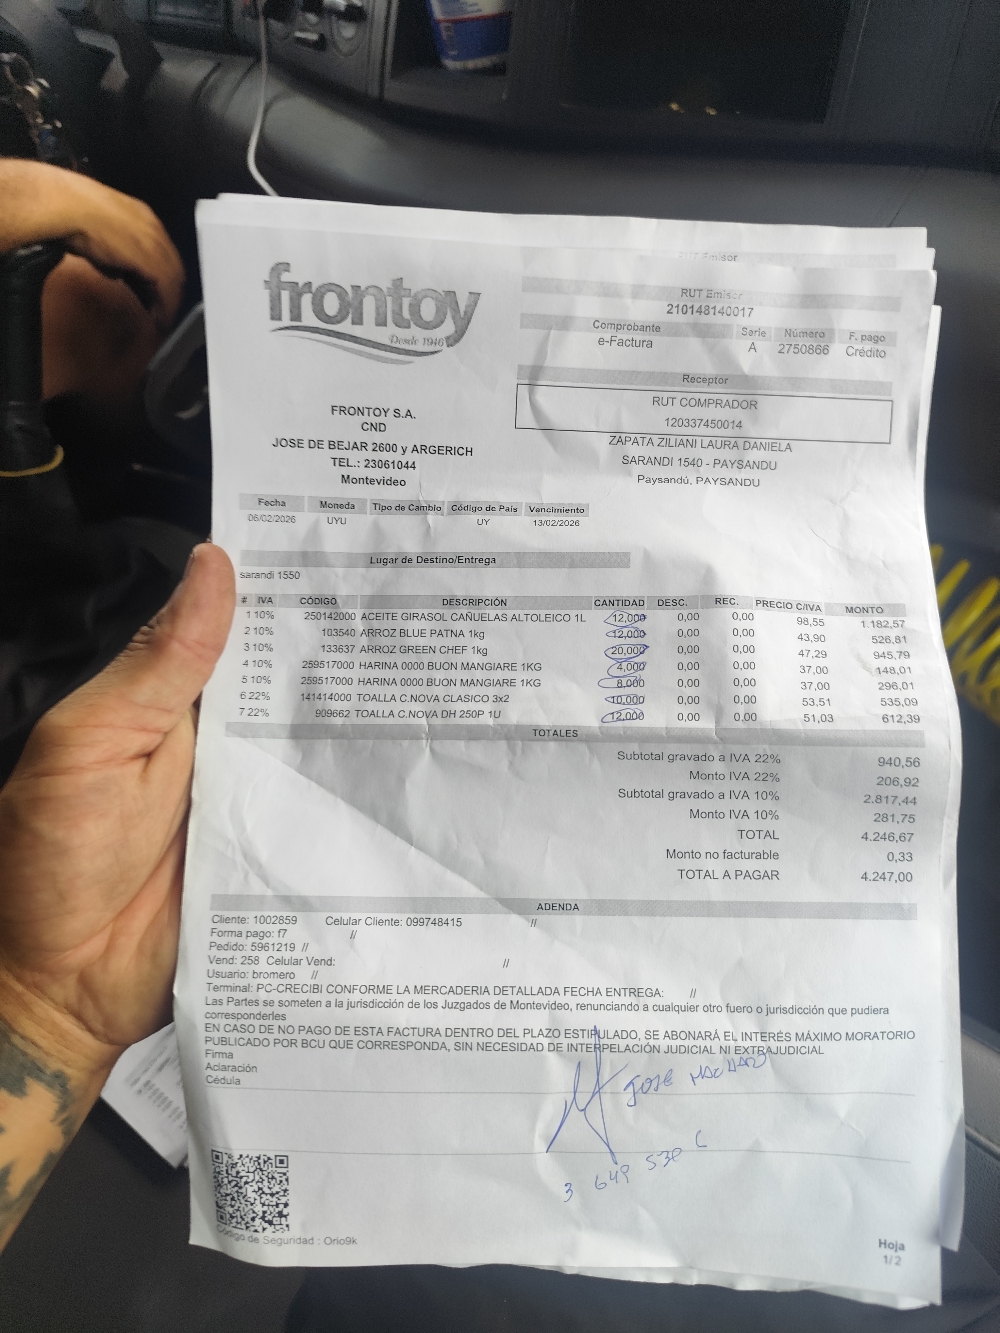 frontoy
Desde 1946
RUT Emisor
RUT Emisor
210148140017
Comprobante Serie Número F. pago
e-Factura A 2750866 Crédito
Receptor
RUT COMPRADOR
120337450014
ZAPATA ZILIANI LAURA DANIELA
SARANDI 1540 - PAYSANDU
Paysandú, PAYSANDU
FRONTOY S.A.
CND
JOSE DE BEJAR 2600 y ARGERICH
TEL.: 23061044
Montevideo
Fecha Moneda Tipo de Cambio Código de País Vencimiento
06/02/2026 UYU UY 13/02/2026
Lugar de Destino/Entrega
sarandi 1550
# IVA CÓDIGO DESCRIPCIÓN CANTIDAD DESC. REC. PRECIO C/IVA MONTO
1 10% 250142000 ACEITE GIRASOL CAÑUELAS ALTOLEICO 1L 12,000 0,00 0,00 98,55 1.182,57
2 10% 103540 ARROZ BLUE PATNA 1kg 12,000 0,00 0,00 43,90 526,81
3 10% 133637 ARROZ GREEN CHEF 1kg 20,000 0,00 0,00 47,29 945,79
4 10% 259517000 HARINA 0000 BUON MANGIARE 1KG 4,000 0,00 0,00 37,00 148,01
5 10% 259517000 HARINA 0000 BUON MANGIARE 1KG 8,000 0,00 0,00 37,00 296,01
6 22% 141414000 TOALLA C.NOVA CLASICO 3x2 10,000 0,00 0,00 53,51 535,09
7 22% 909662 TOALLA C.NOVA DH 250P 1U 12,000 0,00 0,00 51,03 612,39
TOTALES
Subtotal gravado a IVA 22% 940,56
Monto IVA 22% 206,92
Subtotal gravado a IVA 10% 2.817,44
Monto IVA 10% 281,75
TOTAL 4.246,67
Monto no facturable 0,33
TOTAL A PAGAR 4.247,00
ADENDA
Cliente: 1002859 Celular Cliente: 099748415 //
Forma pago: f7 //
Pedido: 5961219 //
Vend: 258 Celular Vend: //
Usuario: bromero //
Terminal: PC-CRECIBI CONFORME LA MERCADERIA DETALLADA FECHA ENTREGA: //
Las Partes se someten a la jurisdicción de los Juzgados de Montevideo, renunciando a cualquier otro fuero o jurisdicción que pudiera
corresponderles
EN CASO DE NO PAGO DE ESTA FACTURA DENTRO DEL PLAZO ESTIPULADO, SE ABONARÁ EL INTERÉS MÁXIMO MORATORIO
PUBLICADO POR BCU QUE CORRESPONDA, SIN NECESIDAD DE INTERPELACIÓN JUDICIAL NI EXTRAJUDICIAL
Firma
Aclaración
Cédula
JOSE
3 649 530 6
Código de Seguridad : Orio9k
Hoja
1/2